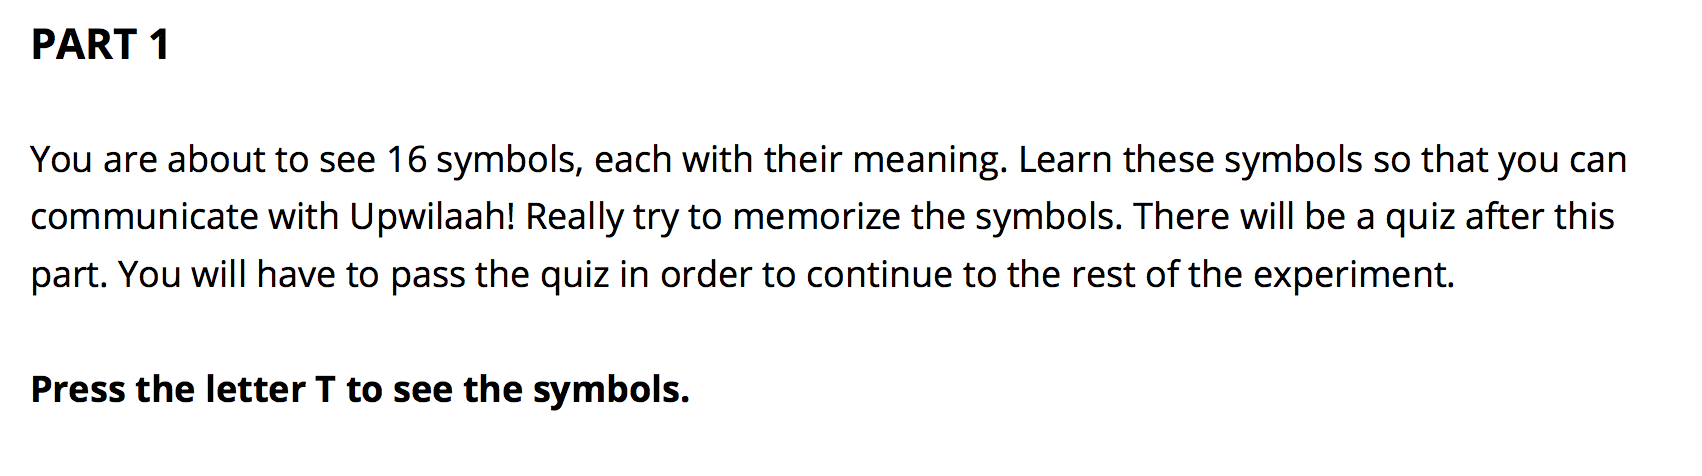 PART 1
You are about to see 16 symbols, each with their meaning. Learn these symbols so that you can
communicate with Upwilaah! Really try to memorize the symbols. There will be a quiz after this
part. You will have to pass the quiz in order to continue to the rest of the experiment.
Press the letter T to see the symbols.